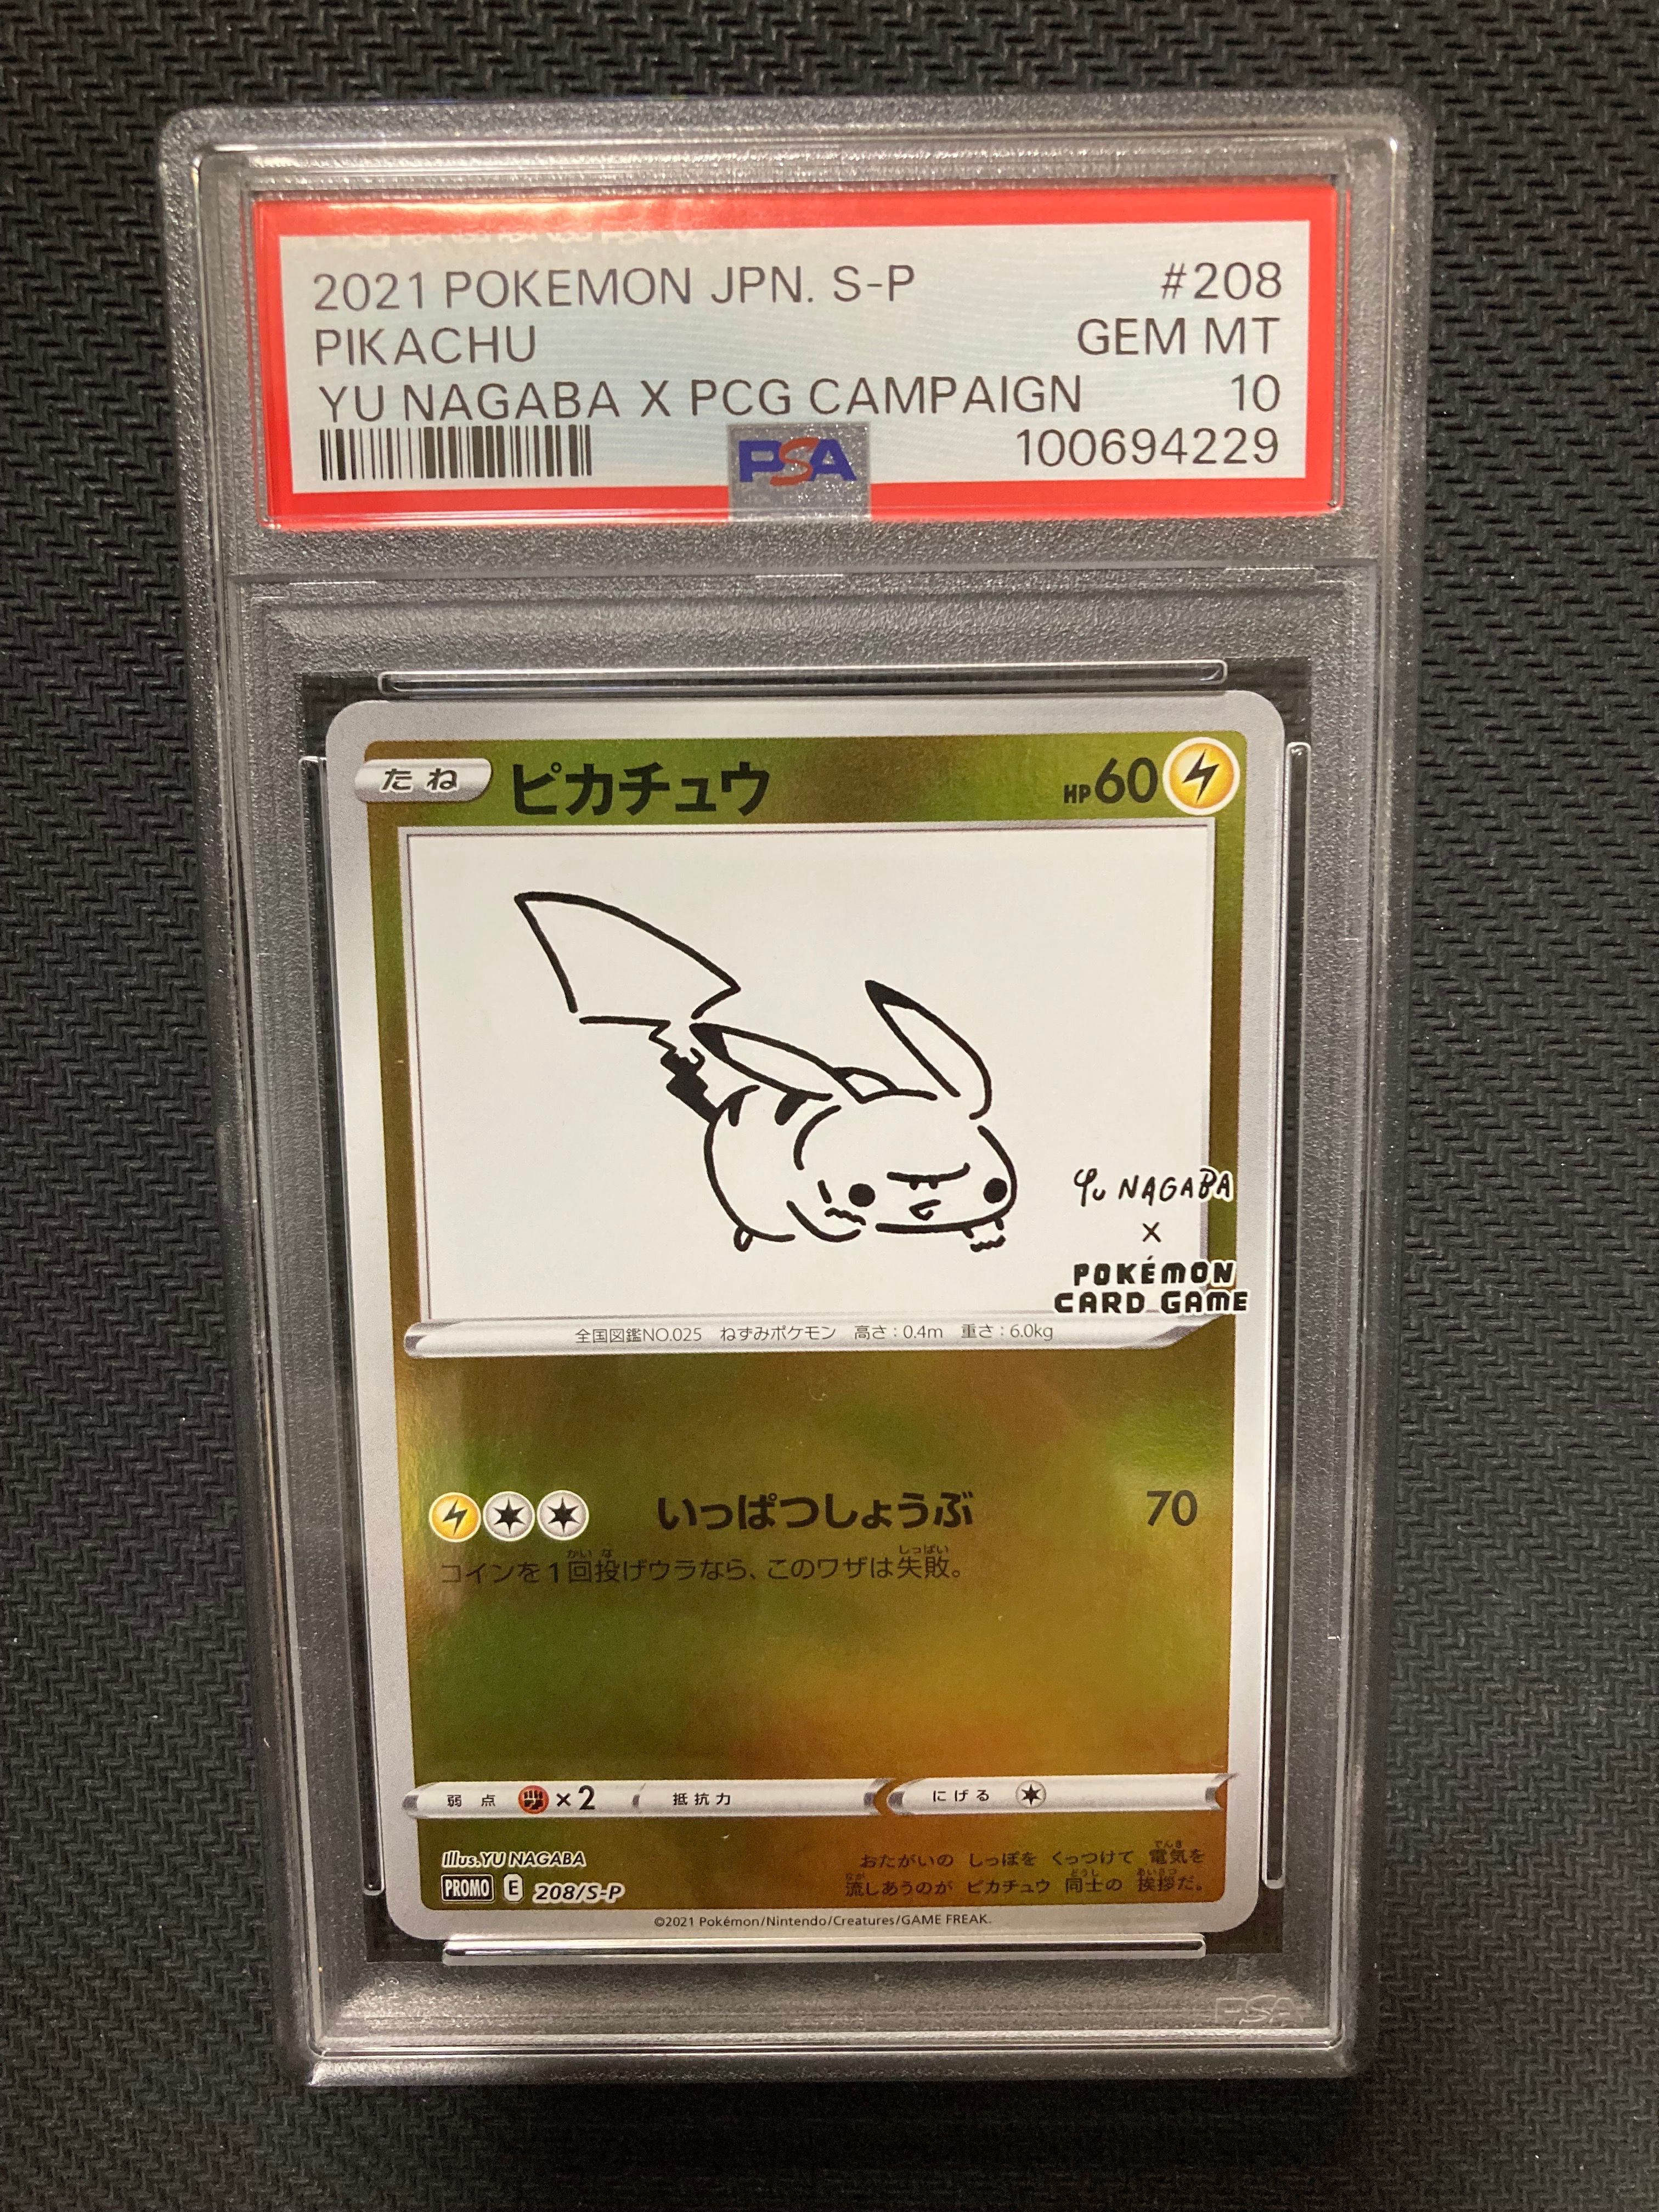 2021 POKEMON JPN. S-P #208
PIKACHU GEM MT
YU NAGABA X PCG CAMPAIGN 10
PSA 100694229
たね ピカチュウ HP60
YU NAGABA
×
POKÉMON
CARD GAME
全国図鑑NO.025 ねずみポケモン 高さ：0.4m 重さ：6.0kg
いっぱつしょうぶ 70
コインを1回投げウラなら、このワザは失敗。
弱点 ×2 抵抗力 にげる
Illus.YU NAGABA
PROMO E 208/S-P
おたがいの しっぽを くっつけて 電気を
流しあうのが ピカチュウ 同士の 挨拶だ。
©2021 Pokémon/Nintendo/Creatures/GAME FREAK.
PSA